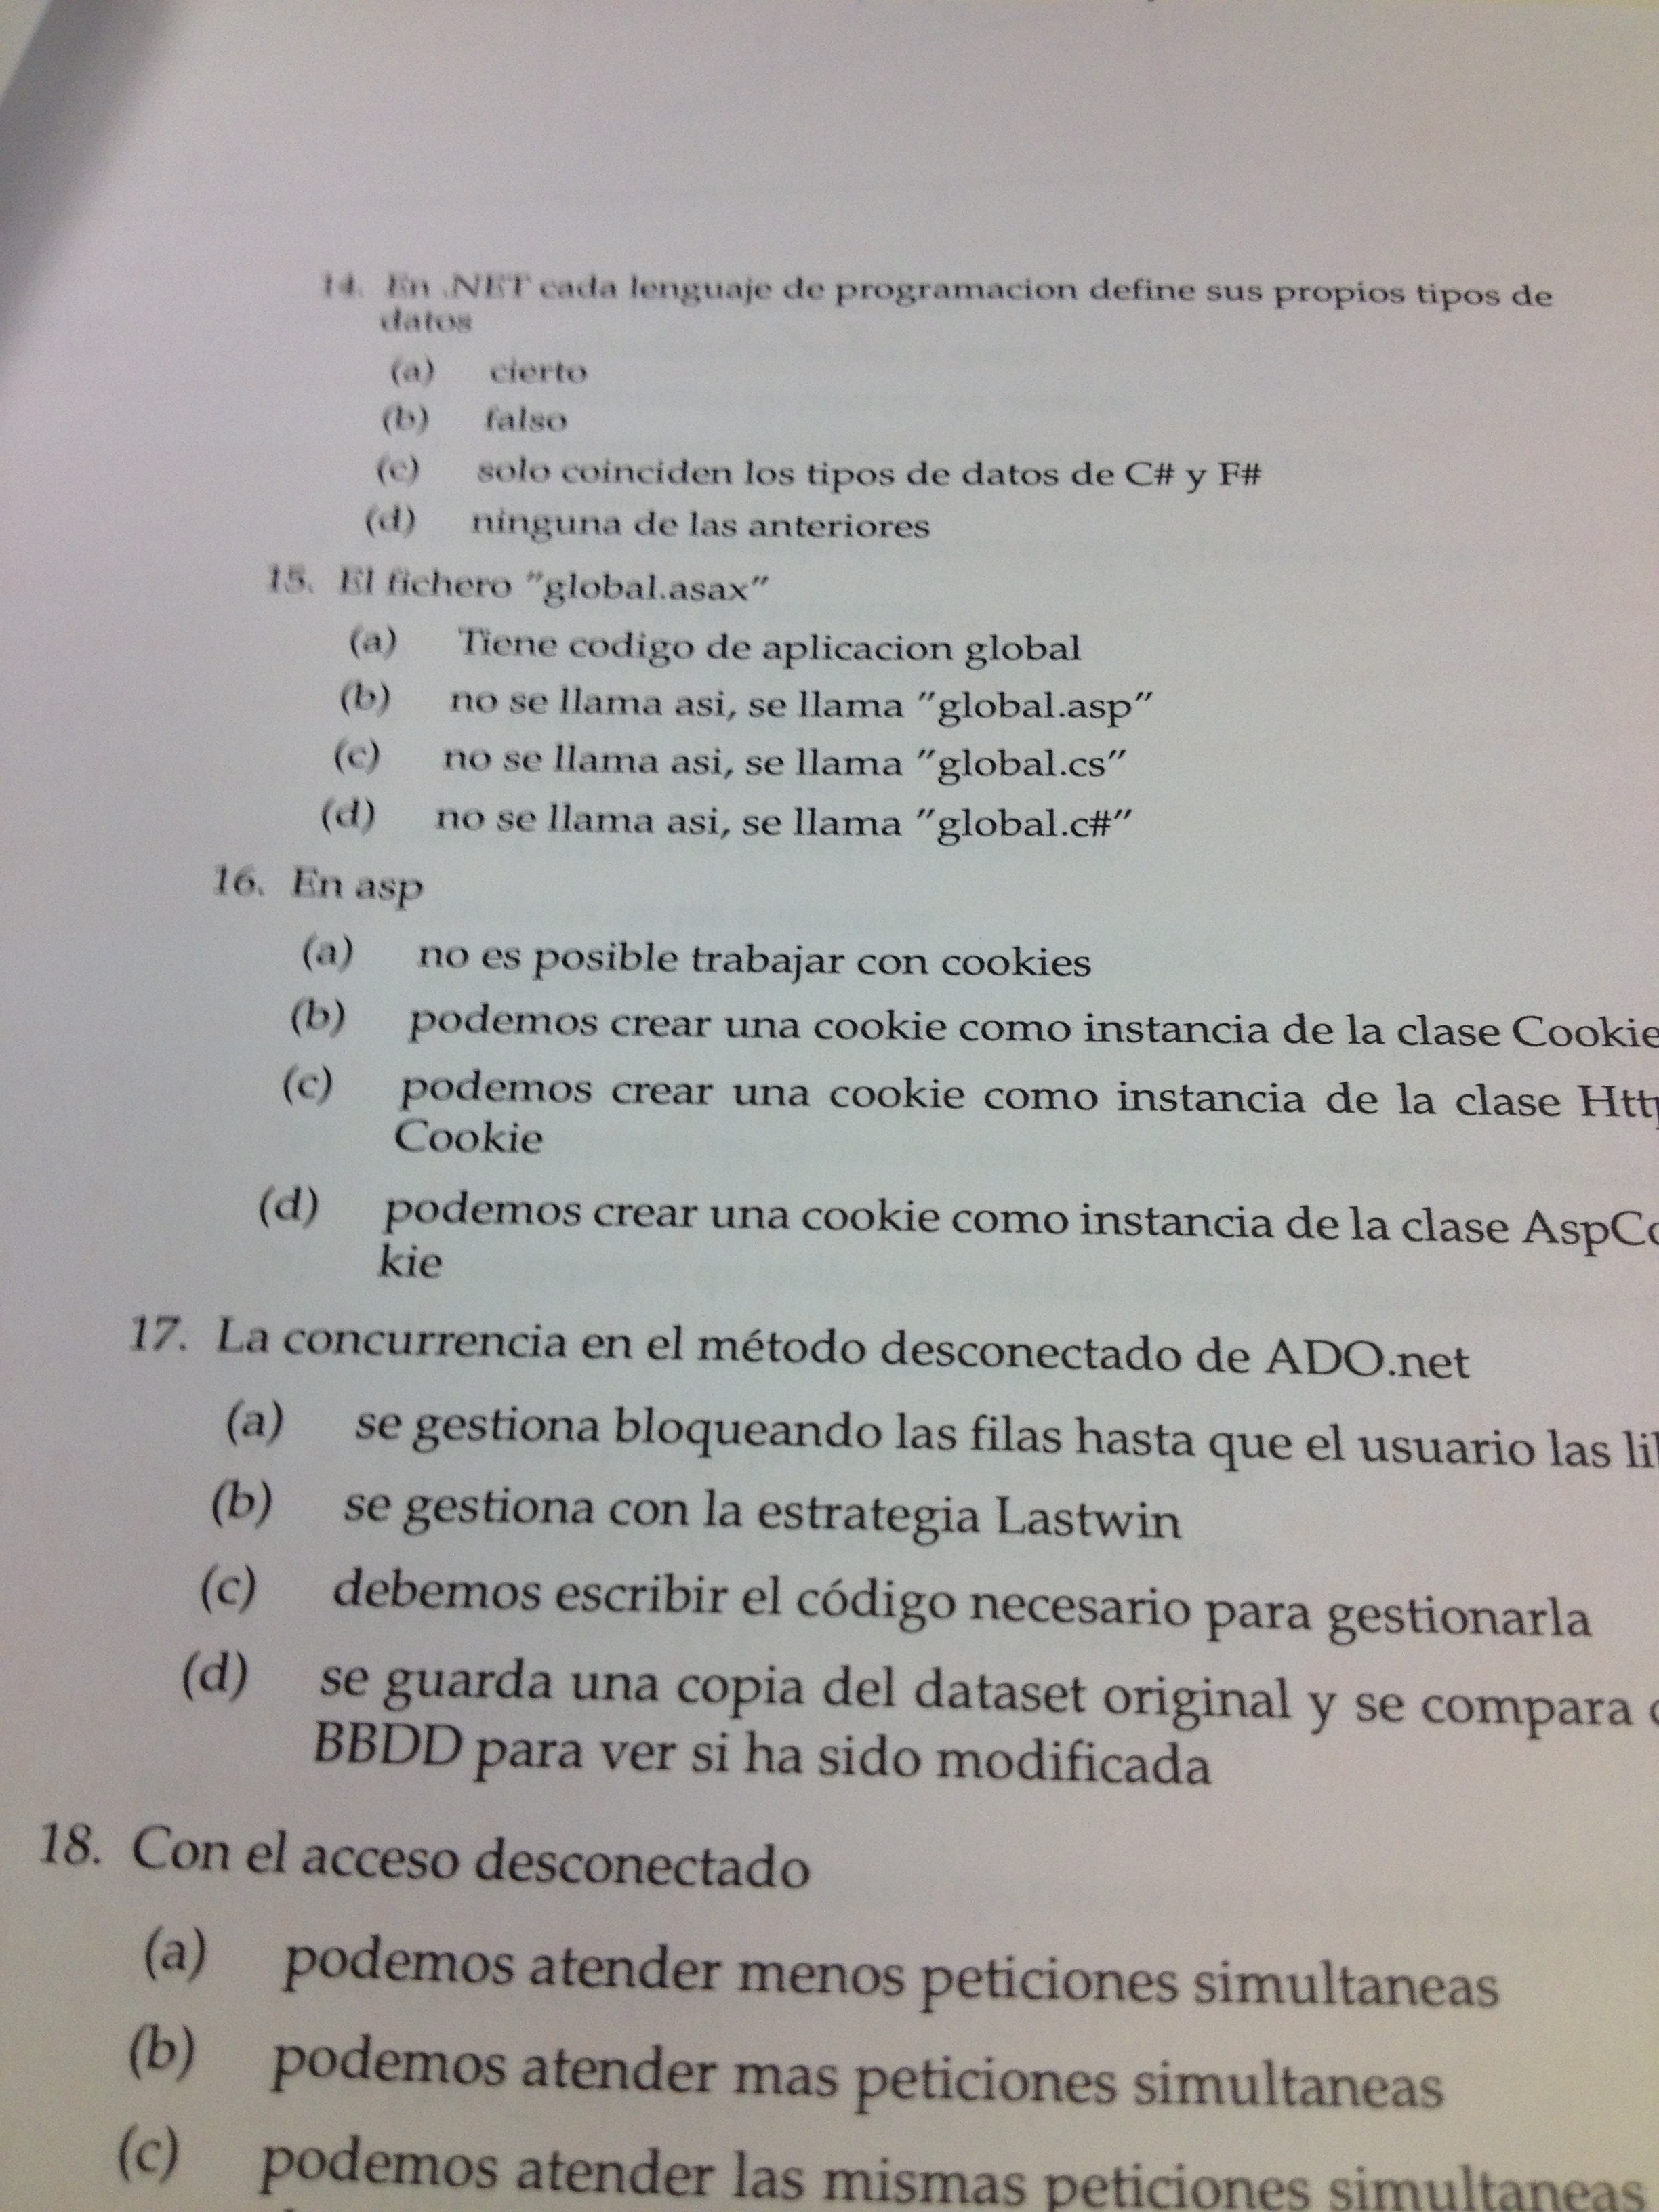 14. En .NET cada lenguaje de programacion define sus propios tipos de
datos
(a) cierto
(b) falso
(c) solo coinciden los tipos de datos de C# y F#
(d) ninguna de las anteriores
15. El fichero "global.asax"
(a) Tiene codigo de aplicacion global
(b) no se llama asi, se llama "global.asp"
(c) no se llama asi, se llama "global.cs"
(d) no se llama asi, se llama "global.c#"
16. En asp
(a) no es posible trabajar con cookies
(b) podemos crear una cookie como instancia de la clase Cookie
(c) podemos crear una cookie como instancia de la clase
Cookie
(d) podemos crear una cookie como instancia de la clase
kie
17. La concurrencia en el método desconectado de ADO.net
(a) se gestiona bloqueando las filas hasta que el usuario las
(b) se gestiona con la estrategia Lastwin
(c) debemos escribir el código necesario para gestionarla
(d) se guarda una copia del dataset original y se compara
BBDD para ver si ha sido modificada
18. Con el acceso desconectado
(a) podemos atender menos peticiones simultaneas
(b) podemos atender mas peticiones simultaneas
(c) podemos atender las mismas peticiones simultaneas